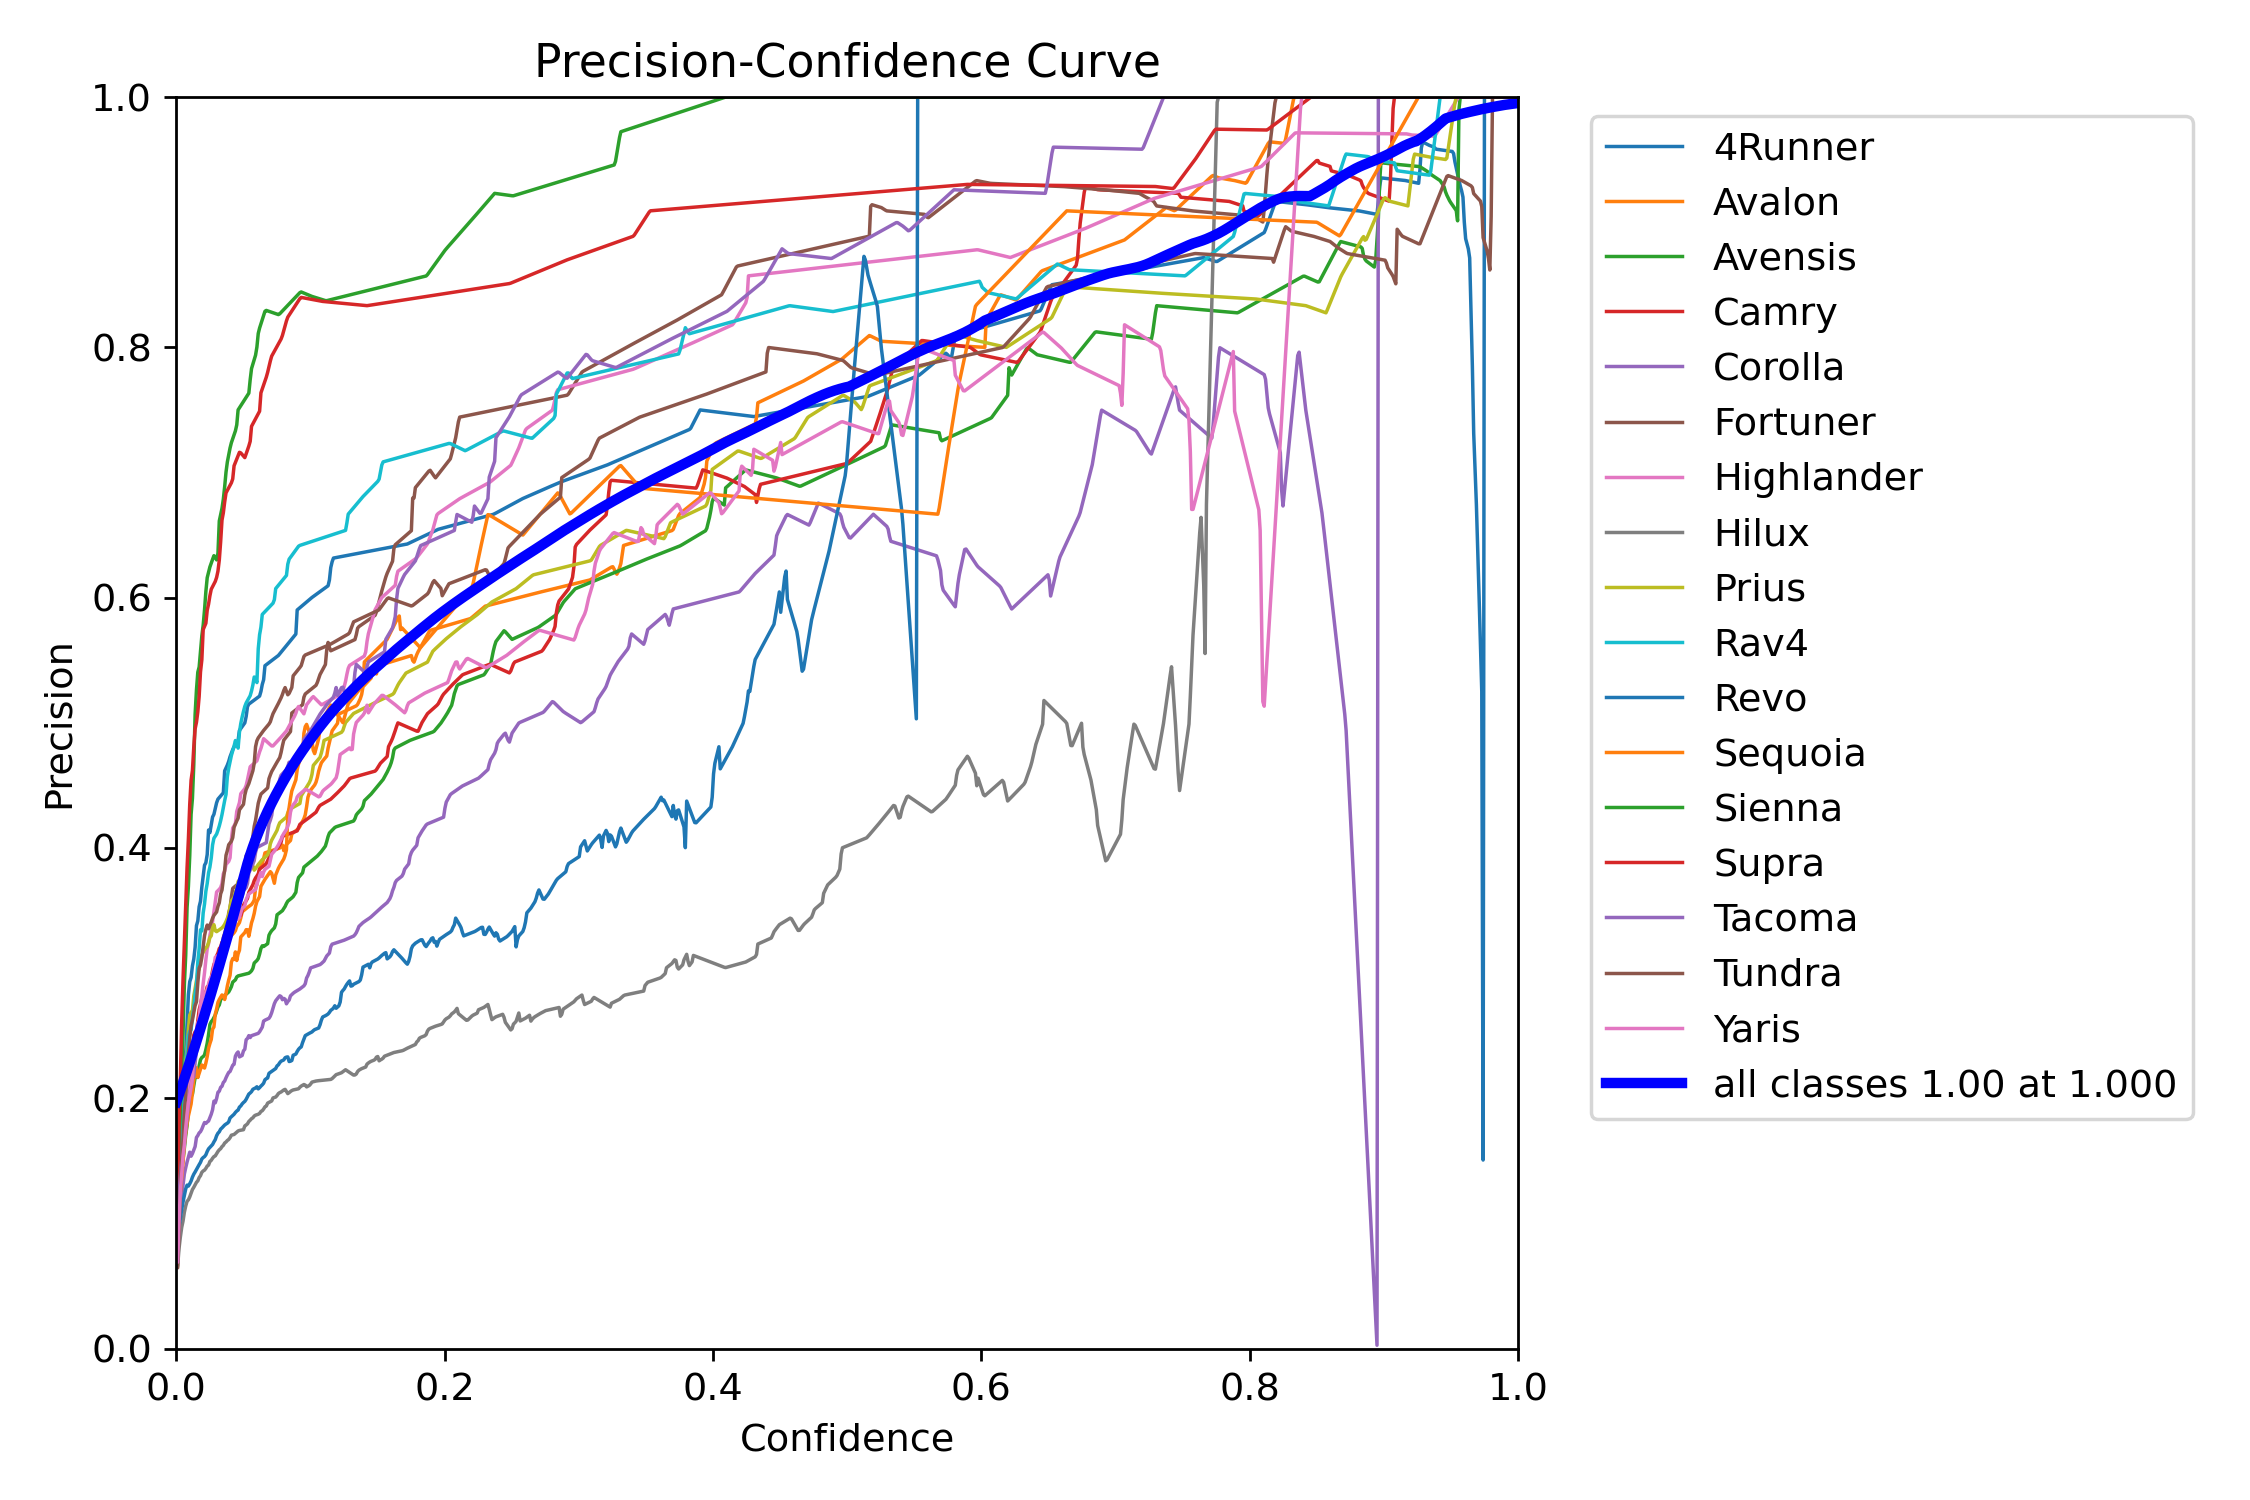 Precision-Confidence Curve
1.0
0.8
0.6
0.4
0.2
0.0
Precision
0.0 0.2 0.4 0.6 0.8 1.0
Confidence
4Runner
Avalon
Avensis
Camry
Corolla
Fortuner
Highlander
Hilux
Prius
Rav4
Revo
Sequoia
Sienna
Supra
Tacoma
Tundra
Yaris
all classes 1.00 at 1.000